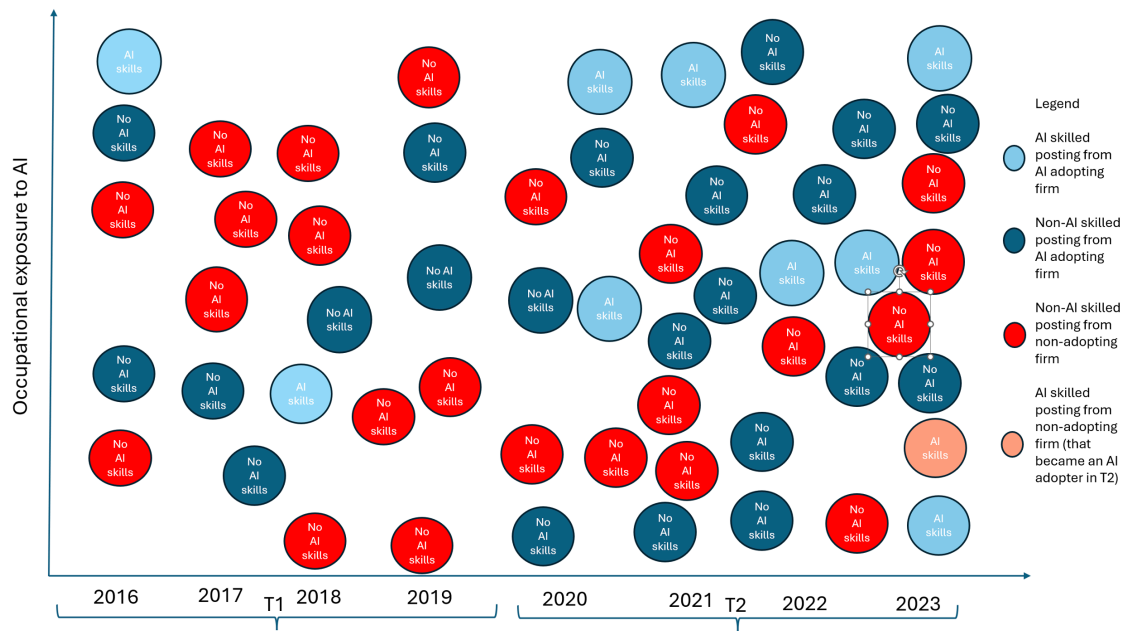 Occupational exposure to AI
AI
skills
No
AI
skills
No
AI
skills
No
AI
skills
No
AI
skills
No
AI
skills
No
AI
skills
No
AI
skills
No
AI
skills
No
AI
skills
No
AI
skills
No
AI
skills
No AI
skills
AI
skills
No
AI
skills
No
AI
skills
No
AI
skills
No AI
skills
No
AI
skills
No
AI
skills
No
AI
skills
AI
skills
No
AI
skills
No
AI
skills
No AI
skills
AI
skills
No
AI
skills
No
AI
skills
No
AI
skills
AI
skills
No
AI
skills
No
AI
skills
No
AI
skills
No
AI
skills
No
AI
skills
No
AI
skills
No
AI
skills
No
AI
skills
No
AI
skills
No
AI
skills
AI
skills
No
AI
skills
No
AI
skills
No
AI
skills
AI
skills
No
AI
skills
No
AI
skills
No
AI
skills
No
AI
skills
AI
skills
No
AI
skills
No
AI
skills
No
AI
skills
AI
skills
No
AI
skills
AI
skills
Legend
AI skilled
posting from
AI adopting
firm
Non-AI skilled
posting from
AI adopting
firm
Non-AI skilled
posting from
non-adopting
firm
AI skilled
posting from
non-adopting
firm (that
became an AI
adopter in T2)
2016 2017 2018 2019 2020 2021 2022 2023
T1 T2